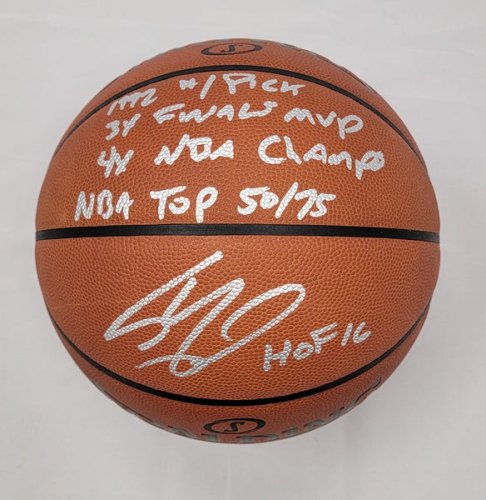 S
1992 #1 PICK
3X FINALS MVP
4X NBA CHAMP
NBA TOP 50/75
HOF 16
S